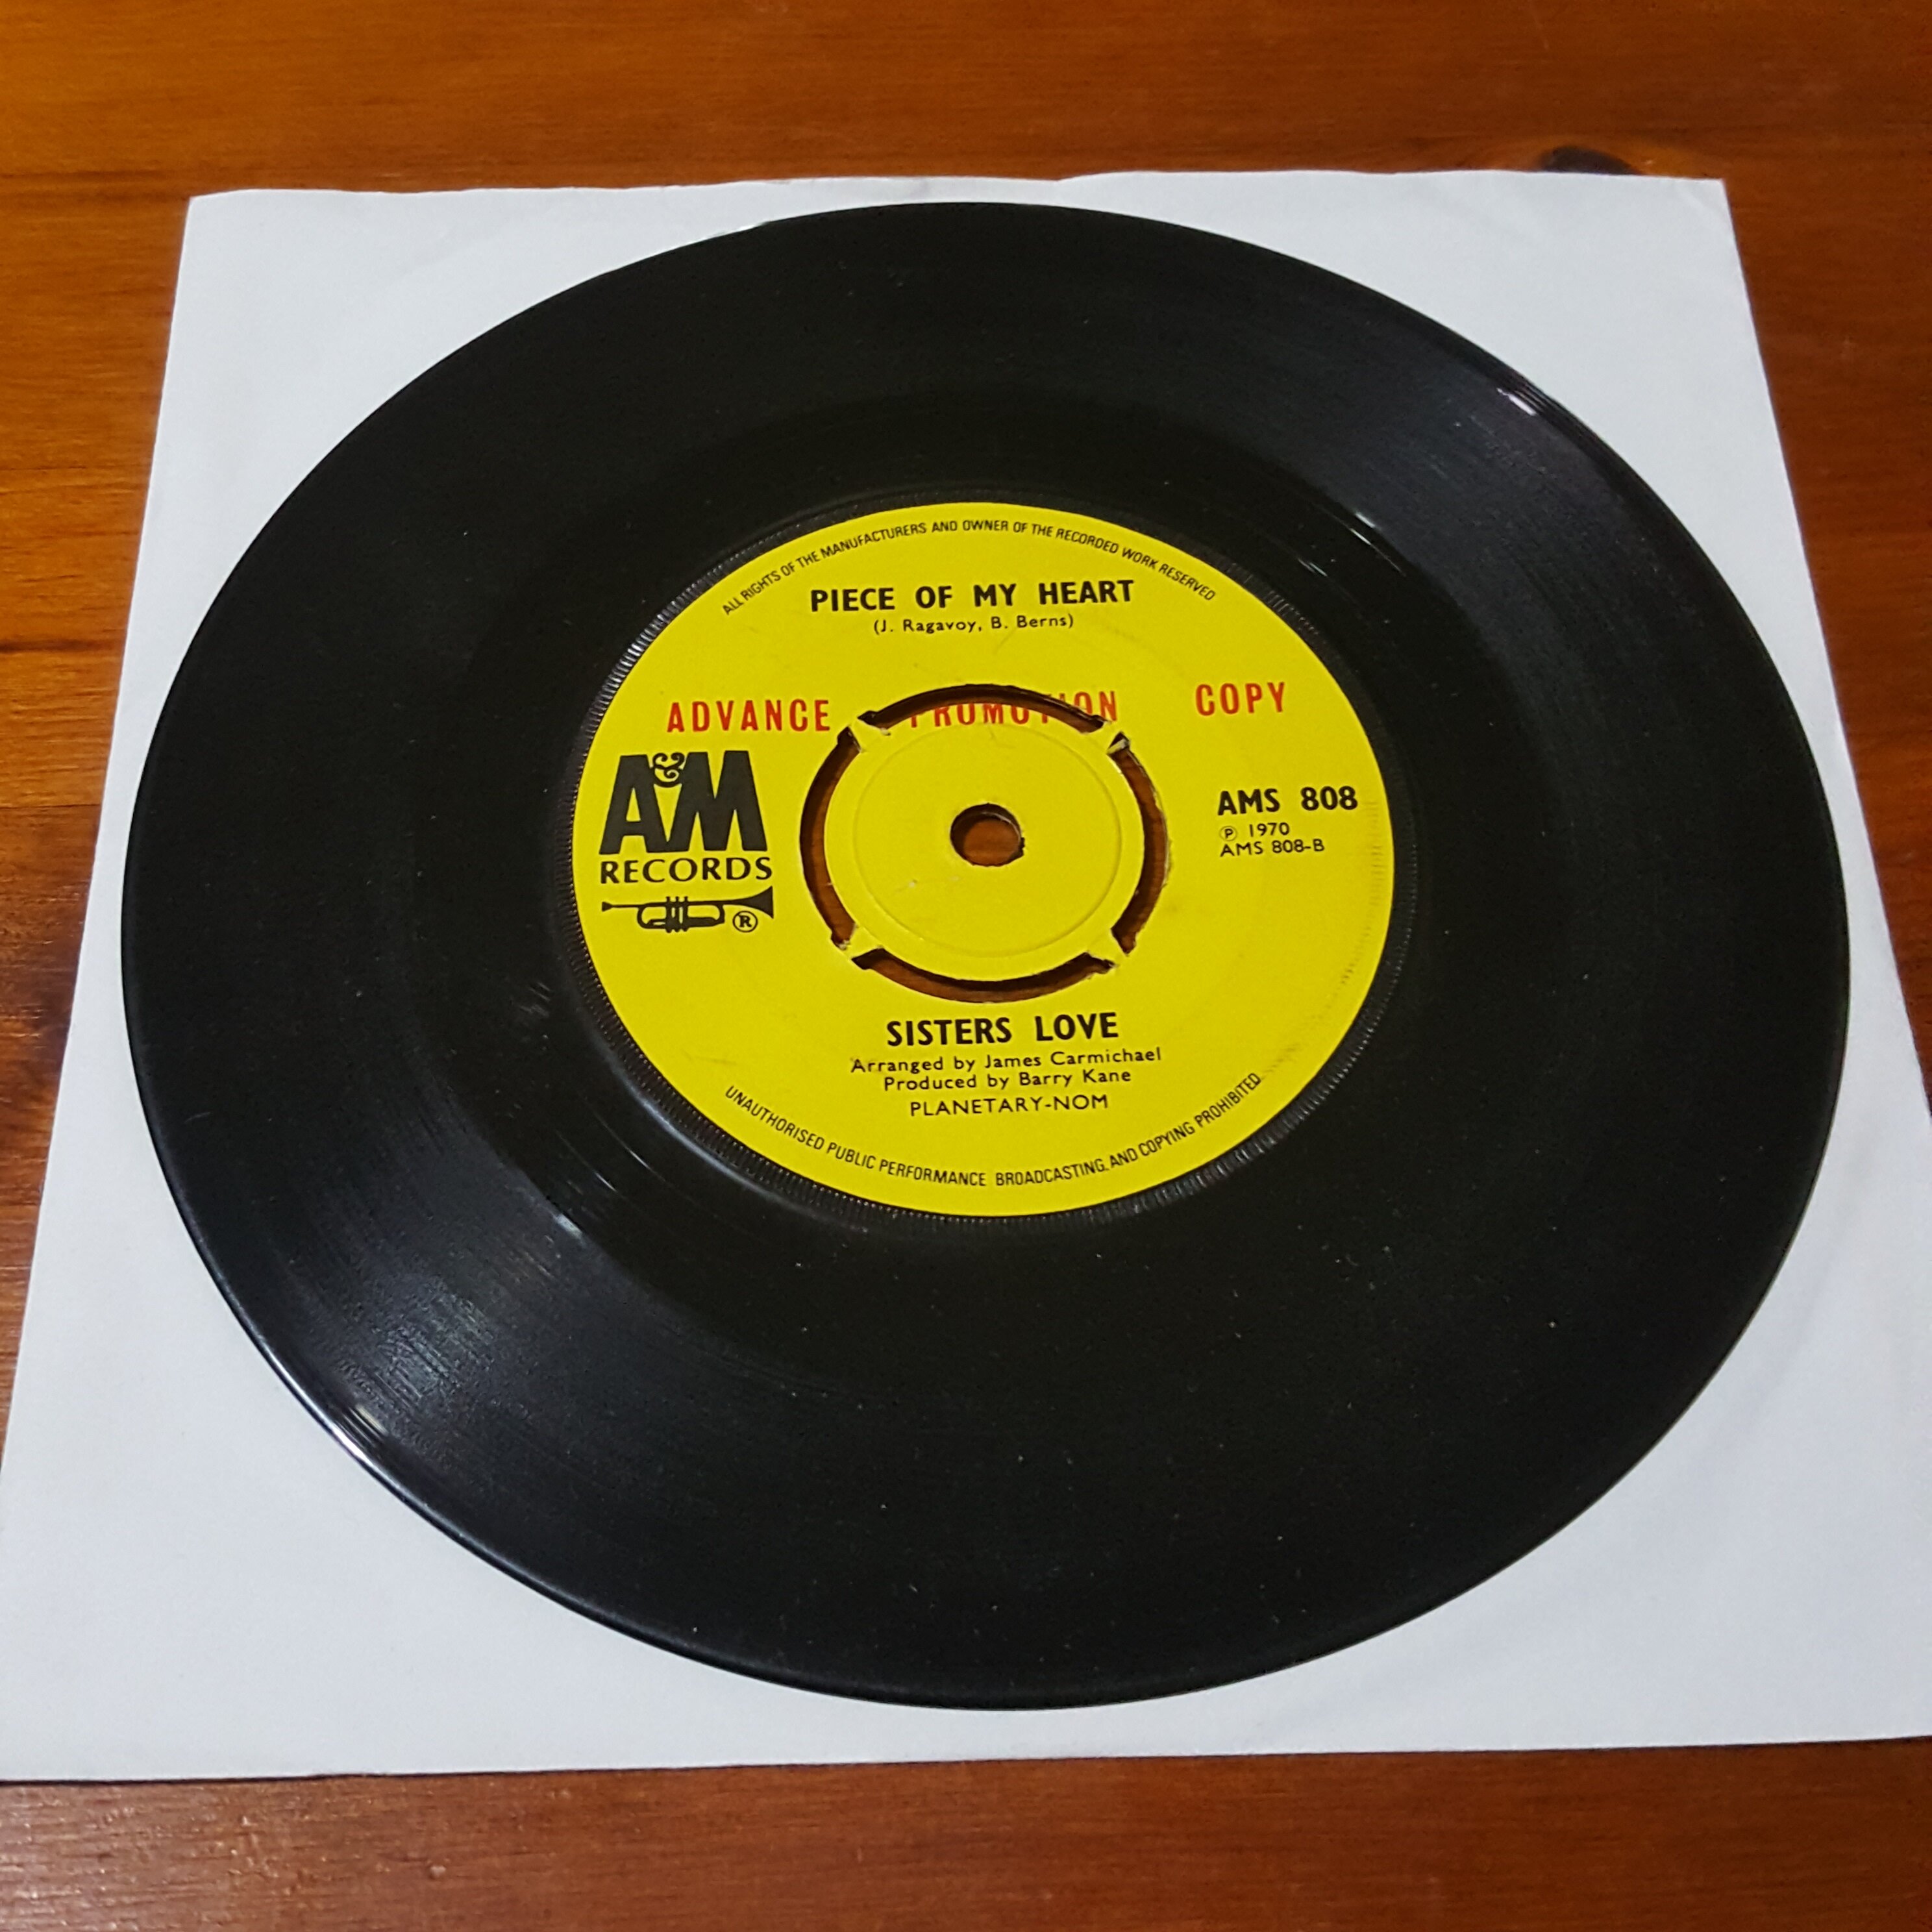 ALL RIGHTS OF THE MANUFACTURERS AND OWNER OF THE RECORDED WORK RESERVED
PIECE OF MY HEART
(J. Ragavoy, B. Berns)
ADVANCE PROMOTION COPY
A&M
RECORDS
®
AMS 808
℗ 1970
AMS 808-B
SISTERS LOVE
Arranged by James Carmichael
Produced by Barry Kane
PLANETARY-NOM
UNAUTHORISED PUBLIC PERFORMANCE BROADCASTING, AND COPYING PROHIBITED